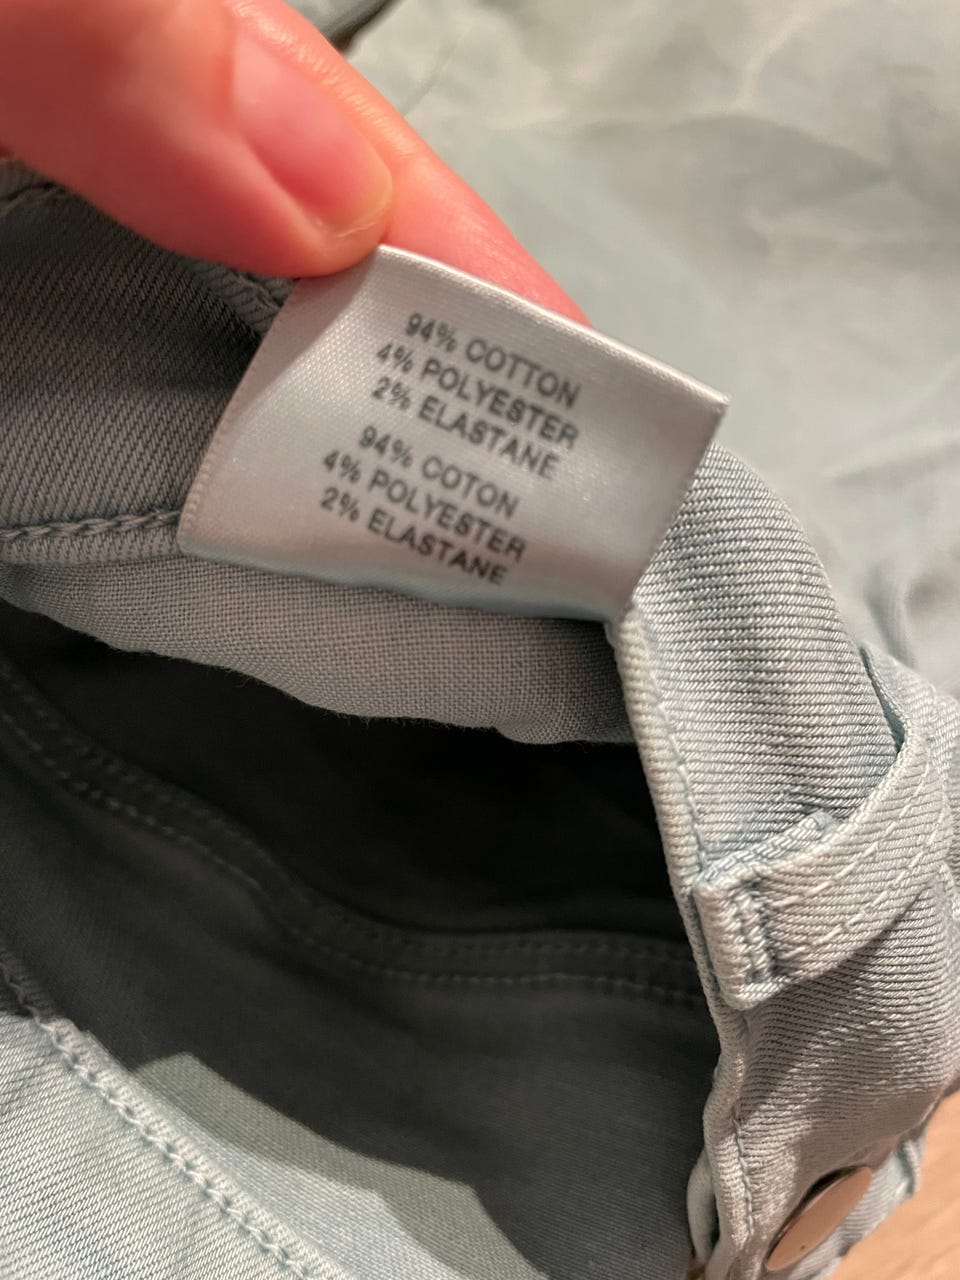 94% COTTON
4% POLYESTER
2% ELASTANE
94% COTON
4% POLYESTER
2% ELASTANE